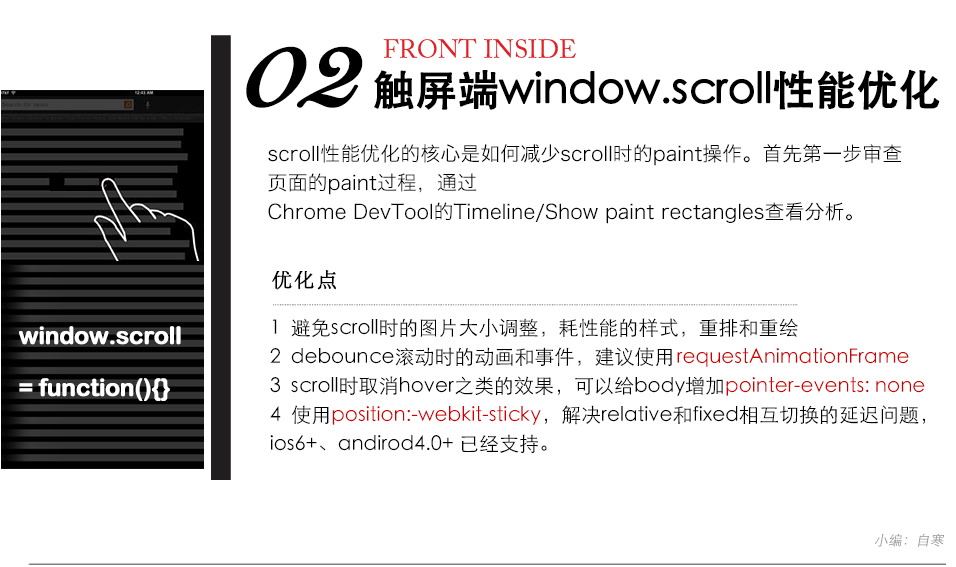 FRONT INSIDE
02 触屏端window.scroll性能优化
scroll性能优化的核心是如何减少scroll时的paint操作。首先第一步审查
页面的paint过程，通过
Chrome DevTool的Timeline/Show paint rectangles查看分析。
优化点
1 避免scroll时的图片大小调整，耗性能的样式，重排和重绘
2 debounce滚动时的动画和事件，建议使用requestAnimationFrame
3 scroll时取消hover之类的效果，可以给body增加pointer-events: none
4 使用position:-webkit-sticky，解决relative和fixed相互切换的延迟问题，
ios6+、andirod4.0+ 已经支持。
window.scroll
= function(){}
小编：自寒